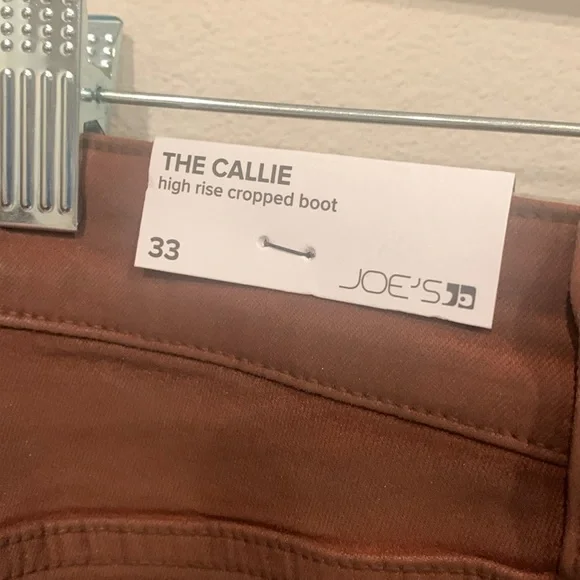 THE CALLIE
high rise cropped boot
33
JOE'S